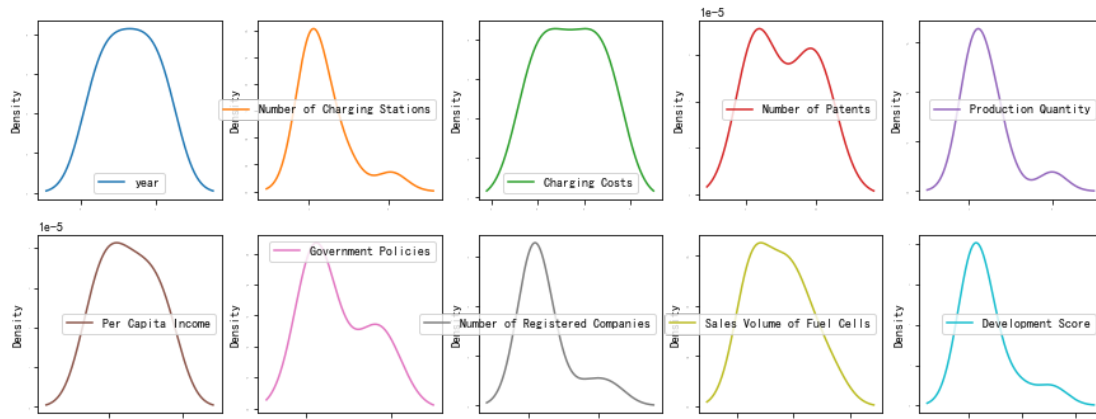 1e-5
Density
year
Density
Number of Charging Stations
Density
Charging Costs
Density
Number of Patents
Density
Production Quantity
1e-5
Density
Per Capita Income
Density
Government Policies
Density
Number of Registered Companies
Density
Sales Volume of Fuel Cells
Density
Development Score